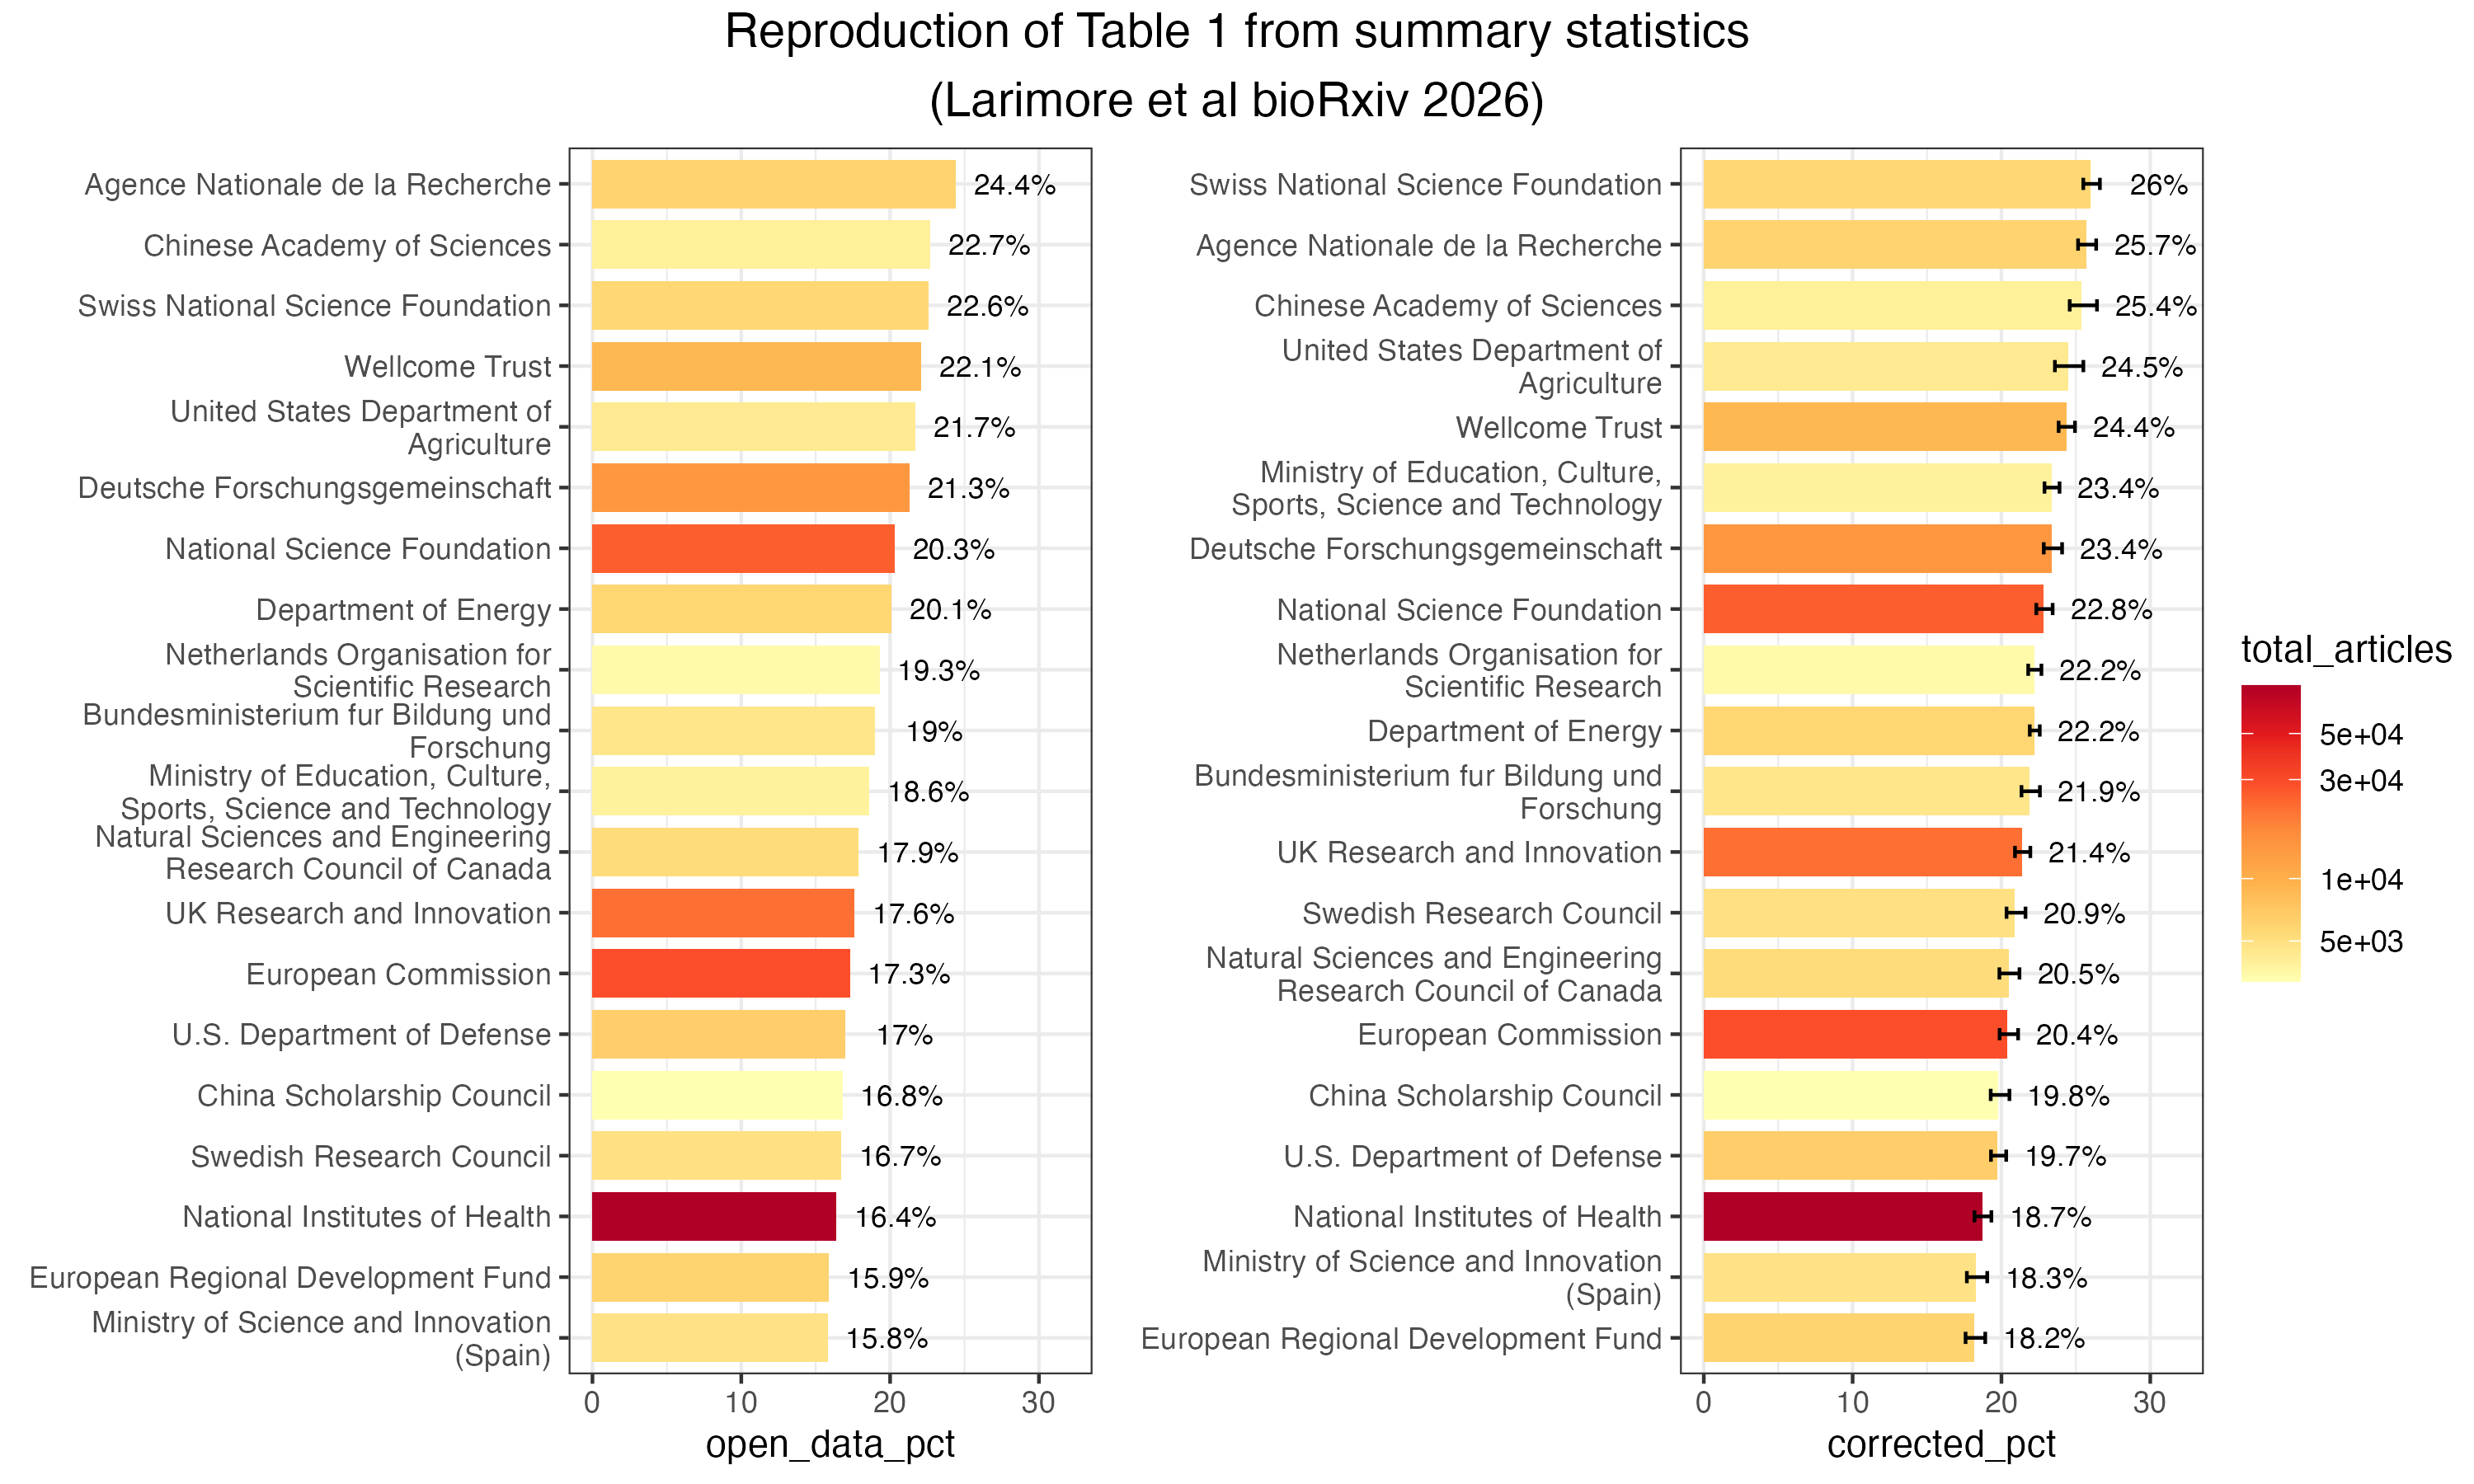 Reproduction of Table 1 from summary statistics
(Larimore et al bioRxiv 2026)
Agence Nationale de la Recherche
24.4%
Chinese Academy of Sciences
22.7%
Swiss National Science Foundation
22.6%
Wellcome Trust
22.1%
United States Department of
Agriculture
21.7%
Deutsche Forschungsgemeinschaft
21.3%
National Science Foundation
20.3%
Department of Energy
20.1%
Netherlands Organisation for
Scientific Research
19.3%
Bundesministerium fur Bildung und
Forschung
19%
Ministry of Education, Culture,
Sports, Science and Technology
18.6%
Natural Sciences and Engineering
Research Council of Canada
17.9%
UK Research and Innovation
17.6%
European Commission
17.3%
U.S. Department of Defense
17%
China Scholarship Council
16.8%
Swedish Research Council
16.7%
National Institutes of Health
16.4%
European Regional Development Fund
15.9%
Ministry of Science and Innovation
(Spain)
15.8%
0 10 20 30
open_data_pct
Swiss National Science Foundation
26%
Agence Nationale de la Recherche
25.7%
Chinese Academy of Sciences
25.4%
United States Department of
Agriculture
24.5%
Wellcome Trust
24.4%
Ministry of Education, Culture,
Sports, Science and Technology
23.4%
Deutsche Forschungsgemeinschaft
23.4%
National Science Foundation
22.8%
Netherlands Organisation for
Scientific Research
22.2%
Department of Energy
22.2%
Bundesministerium fur Bildung und
Forschung
21.9%
UK Research and Innovation
21.4%
Swedish Research Council
20.9%
Natural Sciences and Engineering
Research Council of Canada
20.5%
European Commission
20.4%
China Scholarship Council
19.8%
U.S. Department of Defense
19.7%
National Institutes of Health
18.7%
Ministry of Science and Innovation
(Spain)
18.3%
European Regional Development Fund
18.2%
0 10 20 30
corrected_pct
total_articles
5e+04
3e+04
1e+04
5e+03